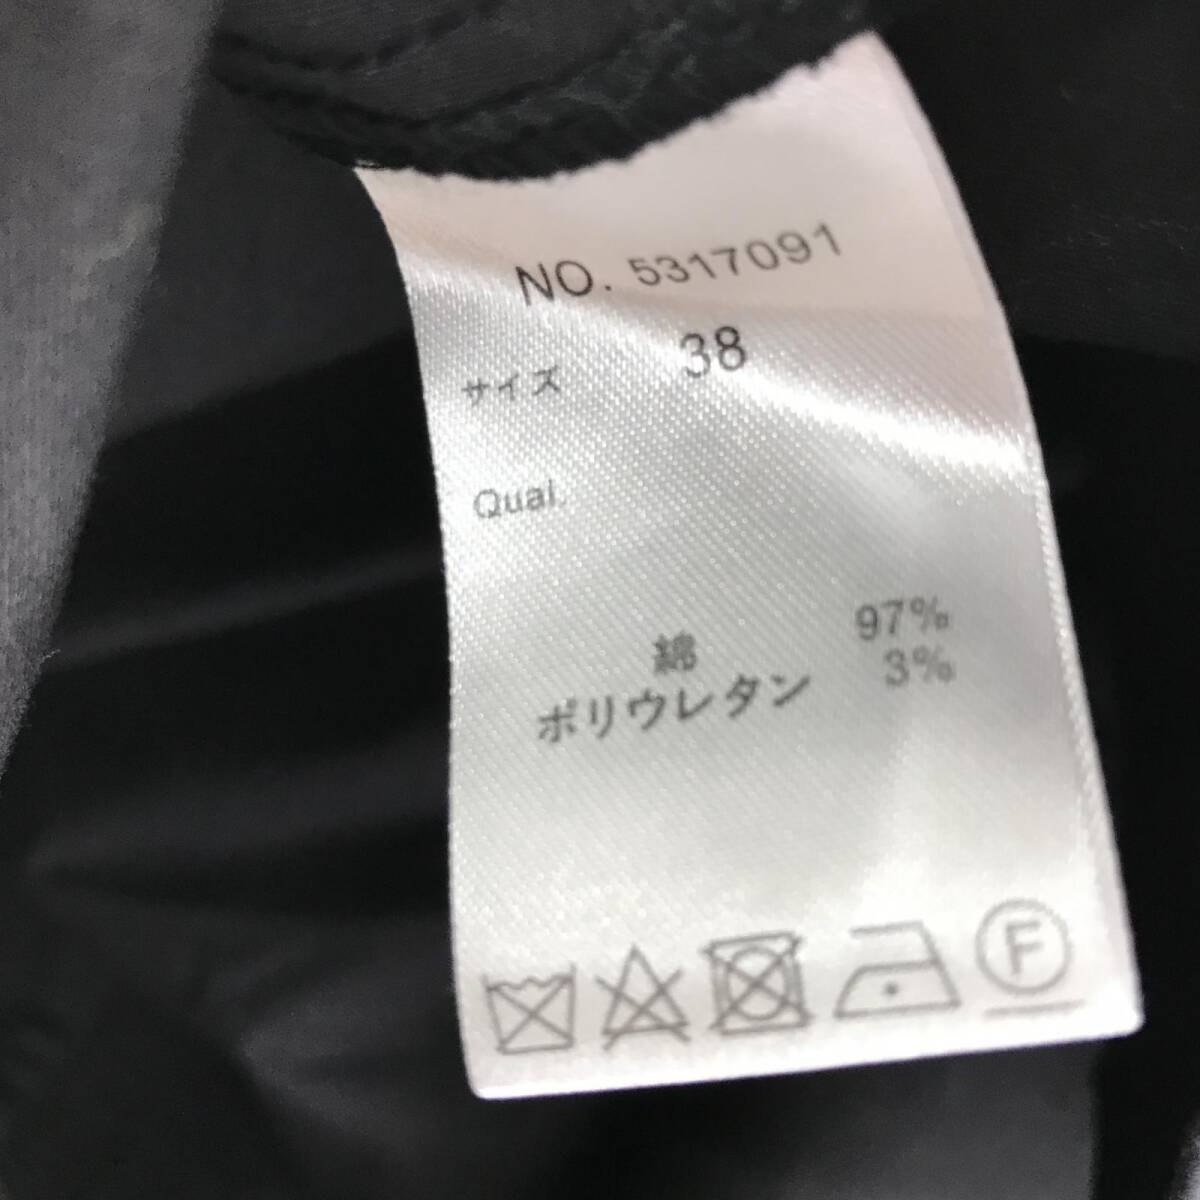 NO. 5317091
サイズ 38
Qual.
綿 97%
ポリウレタン 3%
F